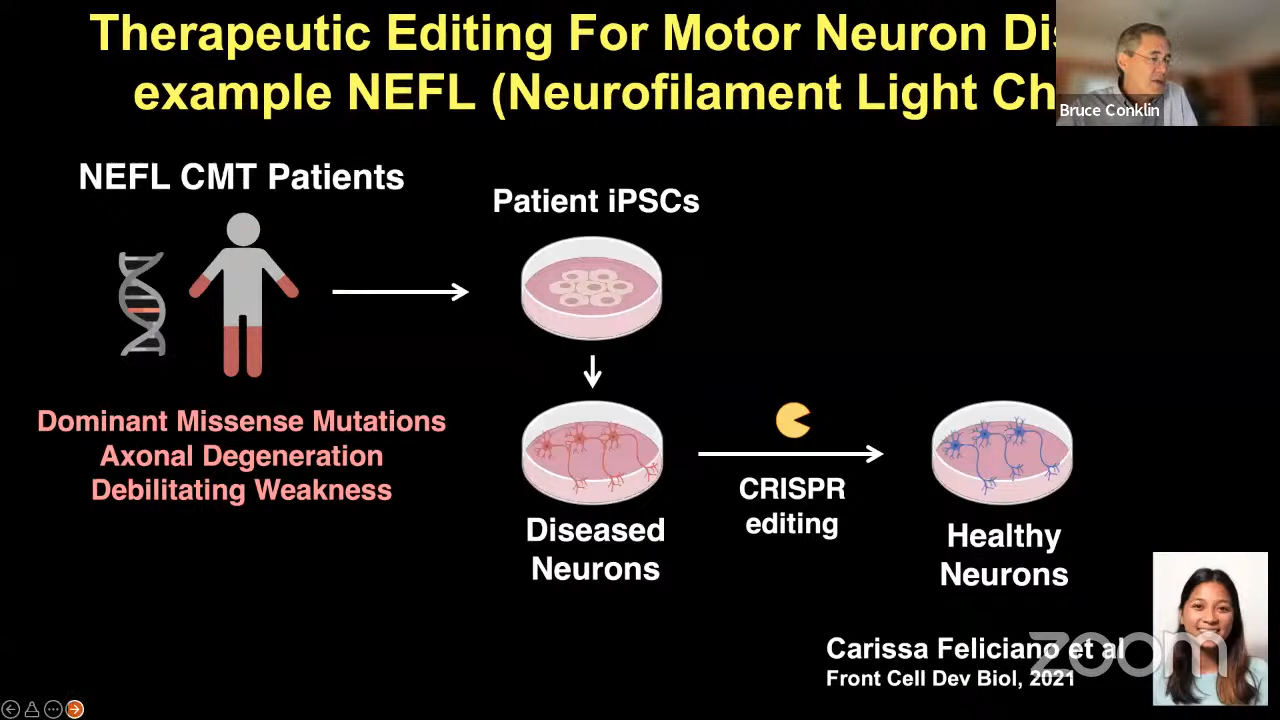 Therapeutic Editing For Motor Neuron Dis
example NEFL (Neurofilament Light Ch
Bruce Conklin
NEFL CMT Patients
Patient iPSCs
Dominant Missense Mutations
Axonal Degeneration
Debilitating Weakness
Diseased
Neurons
CRISPR
editing
Healthy
Neurons
Carissa Feliciano et al
Front Cell Dev Biol, 2021
zoom